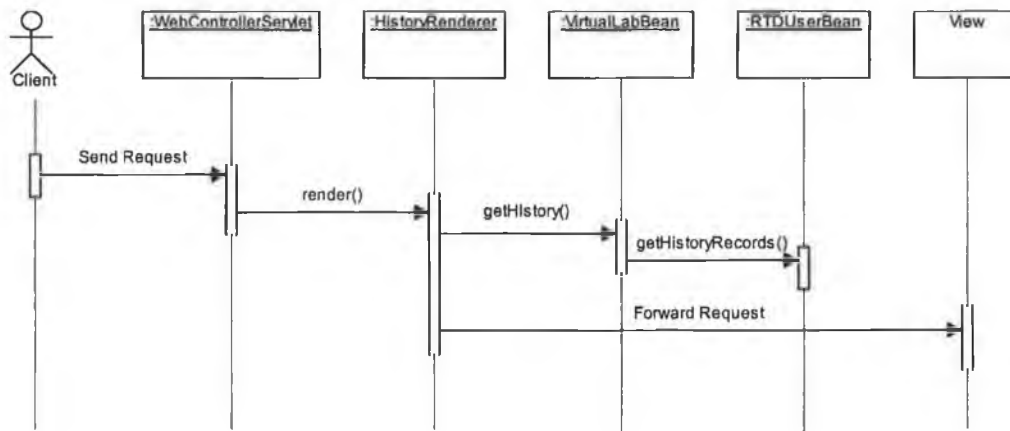 :WebControllerServlet
:HistoryRenderer
:VirtualLabBean
:RTDUserBean
View
Client
Send Request
render()
getHIstory()
getHistoryRecords()
Forward Request